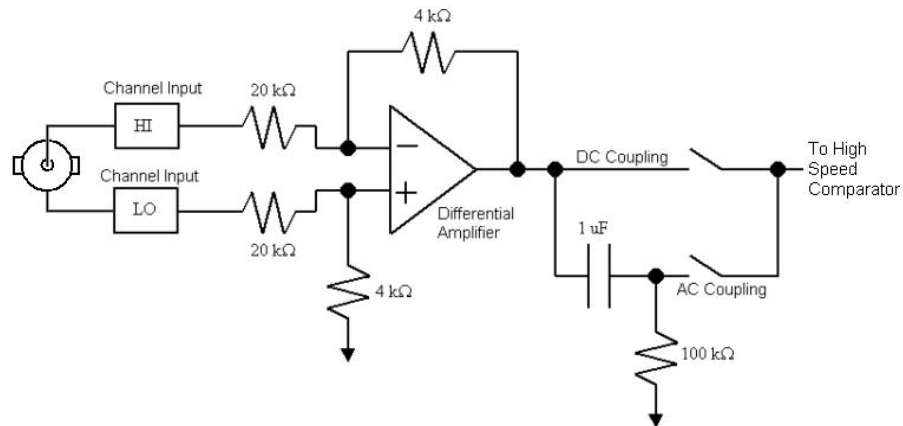 4 kΩ
Channel Input
20 kΩ
HI
Channel Input
LO
20 kΩ
−
+
Differential
Amplifier
4 kΩ
DC Coupling
To High
Speed
Comparator
1 uF
AC Coupling
100 kΩ